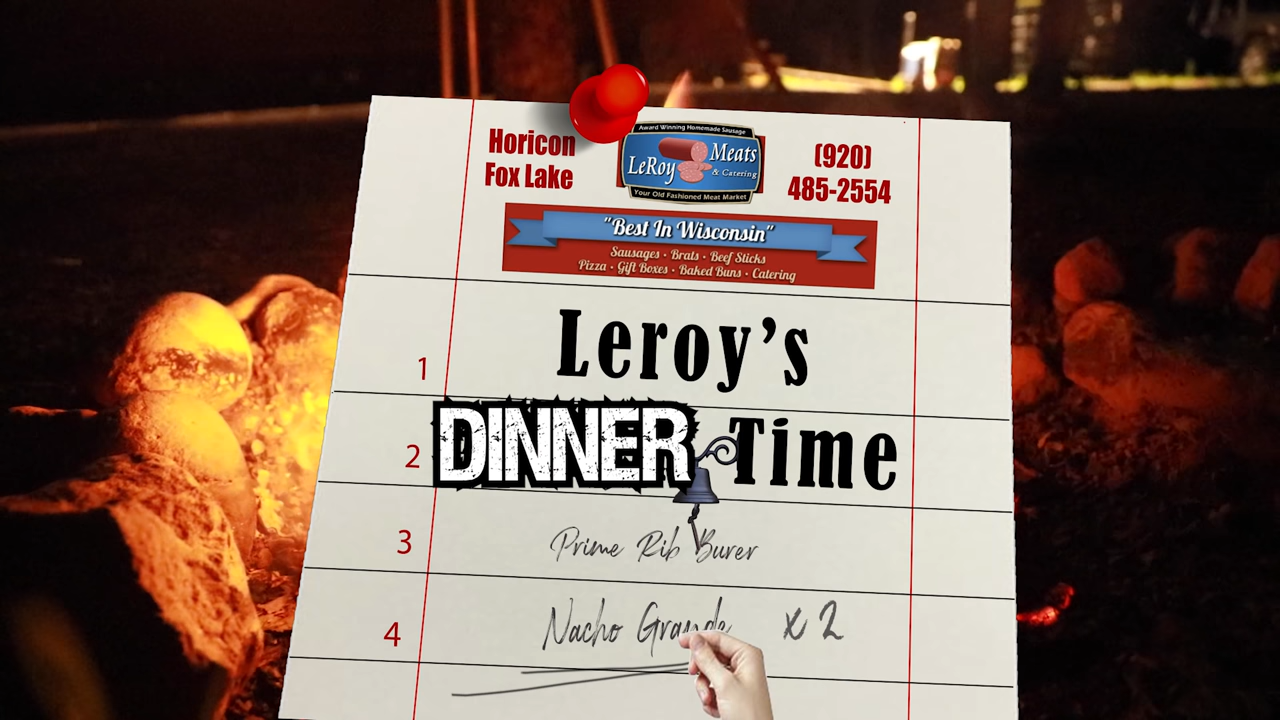 Horicon
Fox Lake
Award Winning Homemade Sausage
LeRoy Meats
& Catering
Your Old Fashioned Meat Market
(920)
485-2554
"Best In Wisconsin"
Sausages • Brats • Beef Sticks
Pizza • Gift Boxes • Baked Buns • Catering
1 Leroy's
2 DINNER Time
3 Prime Rib Burer
4 Nacho Grande x 2